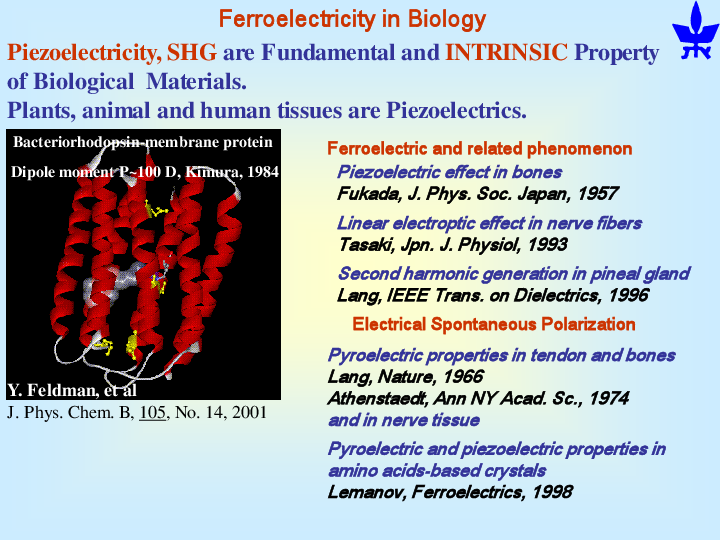 Ferroelectricity in Biology
Piezoelectricity, SHG are Fundamental and INTRINSIC Property
of Biological Materials.
Plants, animal and human tissues are Piezoelectrics.
Bacteriorhodopsin-membrane protein
Dipole moment P~100 D, Kimura, 1984
Y. Feldman, et al
J. Phys. Chem. B, 105, No. 14, 2001
Ferroelectric and related phenomenon
Piezoelectric effect in bones
Fukada, J. Phys. Soc. Japan, 1957
Linear electroptic effect in nerve fibers
Tasaki, Jpn. J. Physiol, 1993
Second harmonic generation in pineal gland
Lang, IEEE Trans. on Dielectrics, 1996
Electrical Spontaneous Polarization
Pyroelectric properties in tendon and bones
Lang, Nature, 1966
Athenstaedt, Ann NY Acad. Sc., 1974
and in nerve tissue
Pyroelectric and piezoelectric properties in
amino acids-based crystals
Lemanov, Ferroelectrics, 1998